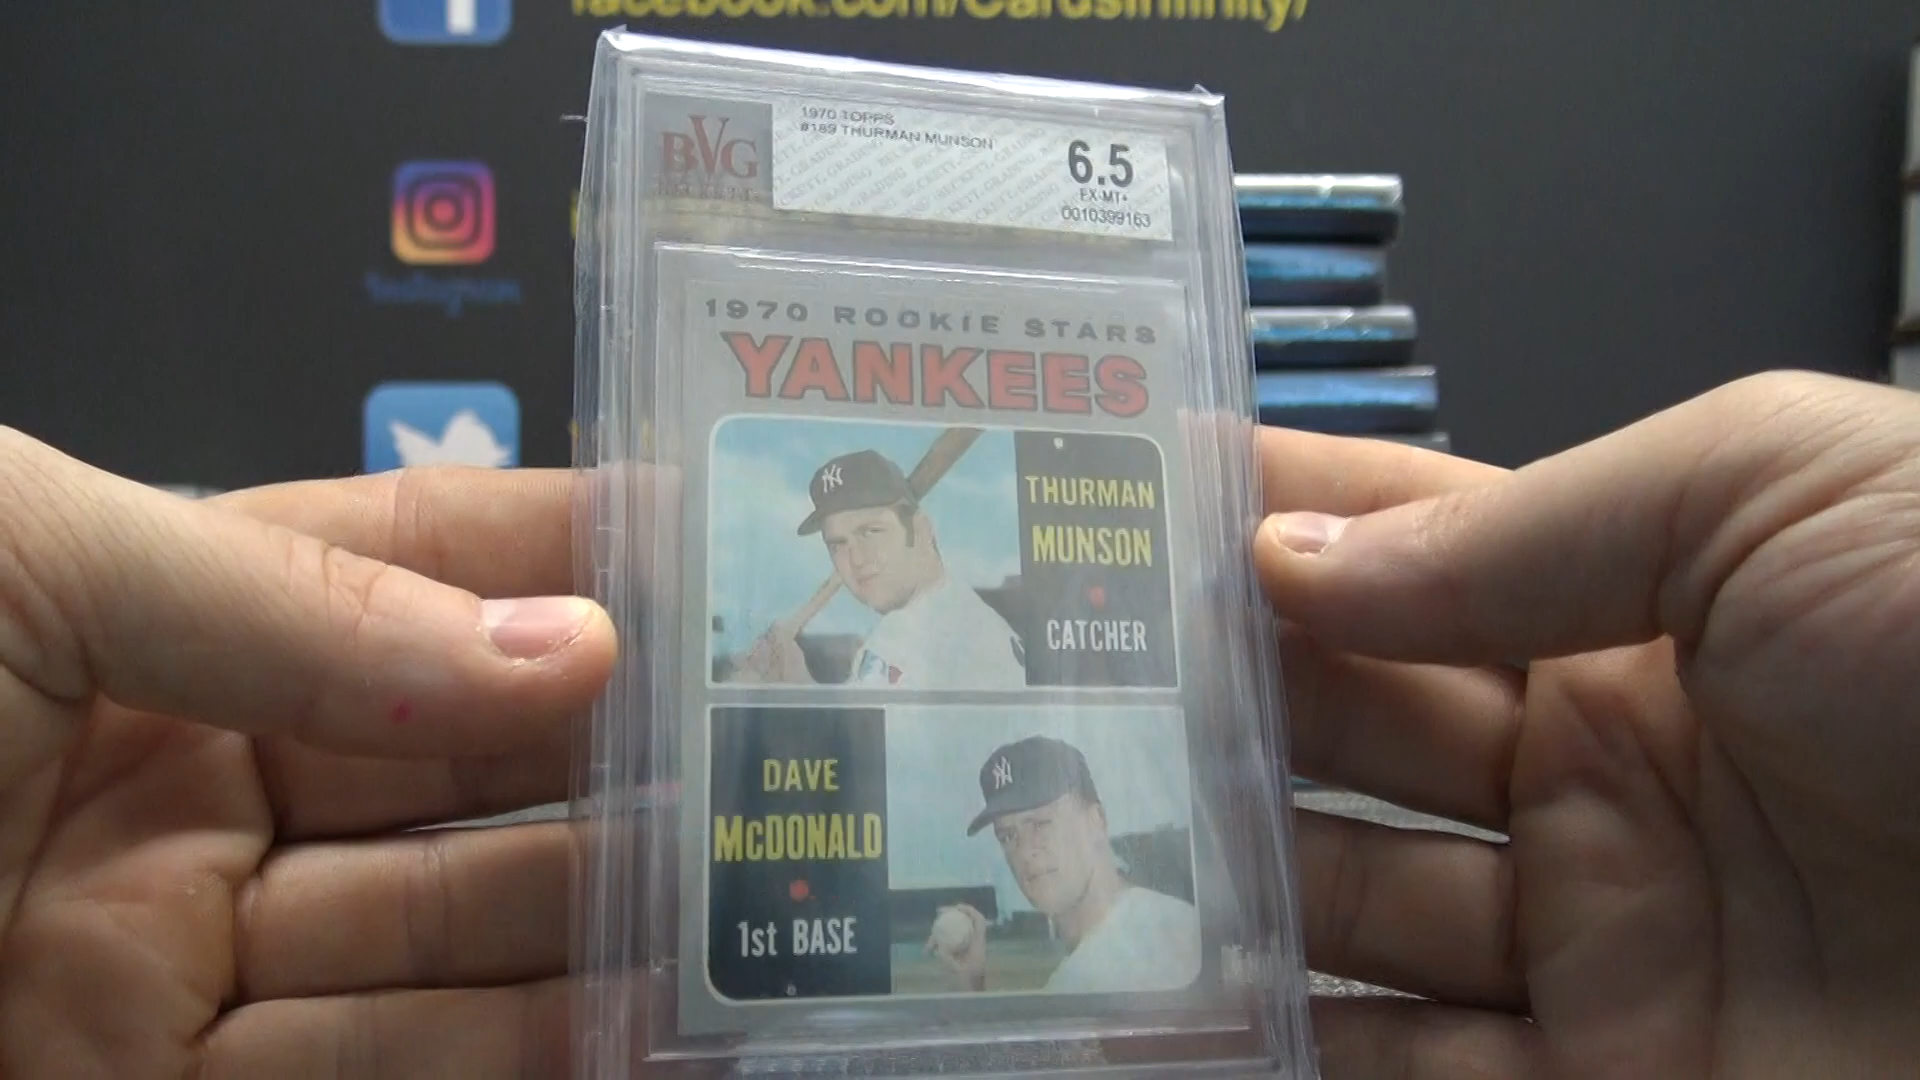 facebook.com/CardsInfinity/
Instagram
BVG
1970 TOPPS
#189 THURMAN MUNSON
6.5
EX-MT+
0010399163
1970 ROOKIE STARS
YANKEES
THURMAN
MUNSON
CATCHER
DAVE
McDONALD
1st BASE